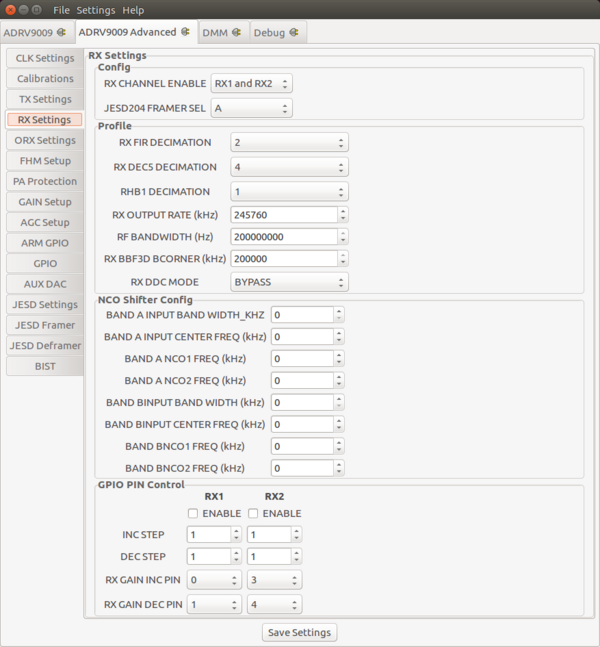 File Settings Help
ADRV9009 ADRV9009 Advanced DMM Debug
CLK Settings
Calibrations
TX Settings
RX Settings
ORX Settings
FHM Setup
PA Protection
GAIN Setup
AGC Setup
ARM GPIO
GPIO
AUX DAC
JESD Settings
JESD Framer
JESD Deframer
BIST
RX Settings
Config
RX CHANNEL ENABLE RX1 and RX2
JESD204 FRAMER SEL A
Profile
RX FIR DECIMATION 2
RX DEC5 DECIMATION 4
RHB1 DECIMATION 1
RX OUTPUT RATE (kHz) 245760
RF BANDWIDTH (Hz) 200000000
RX BBF3D BCORNER (kHz) 200000
RX DDC MODE BYPASS
NCO Shifter Config
BAND A INPUT BAND WIDTH_KHZ 0
BAND A INPUT CENTER FREQ (kHz) 0
BAND A NCO1 FREQ (kHz) 0
BAND A NCO2 FREQ (kHz) 0
BAND BINPUT BAND WIDTH (kHz) 0
BAND BINPUT CENTER FREQ (kHz) 0
BAND BNCO1 FREQ (kHz) 0
BAND BNCO2 FREQ (kHz) 0
GPIO PIN Control
RX1 RX2
ENABLE ENABLE
INC STEP 1 1
DEC STEP 1 1
RX GAIN INC PIN 0 3
RX GAIN DEC PIN 1 4
Save Settings